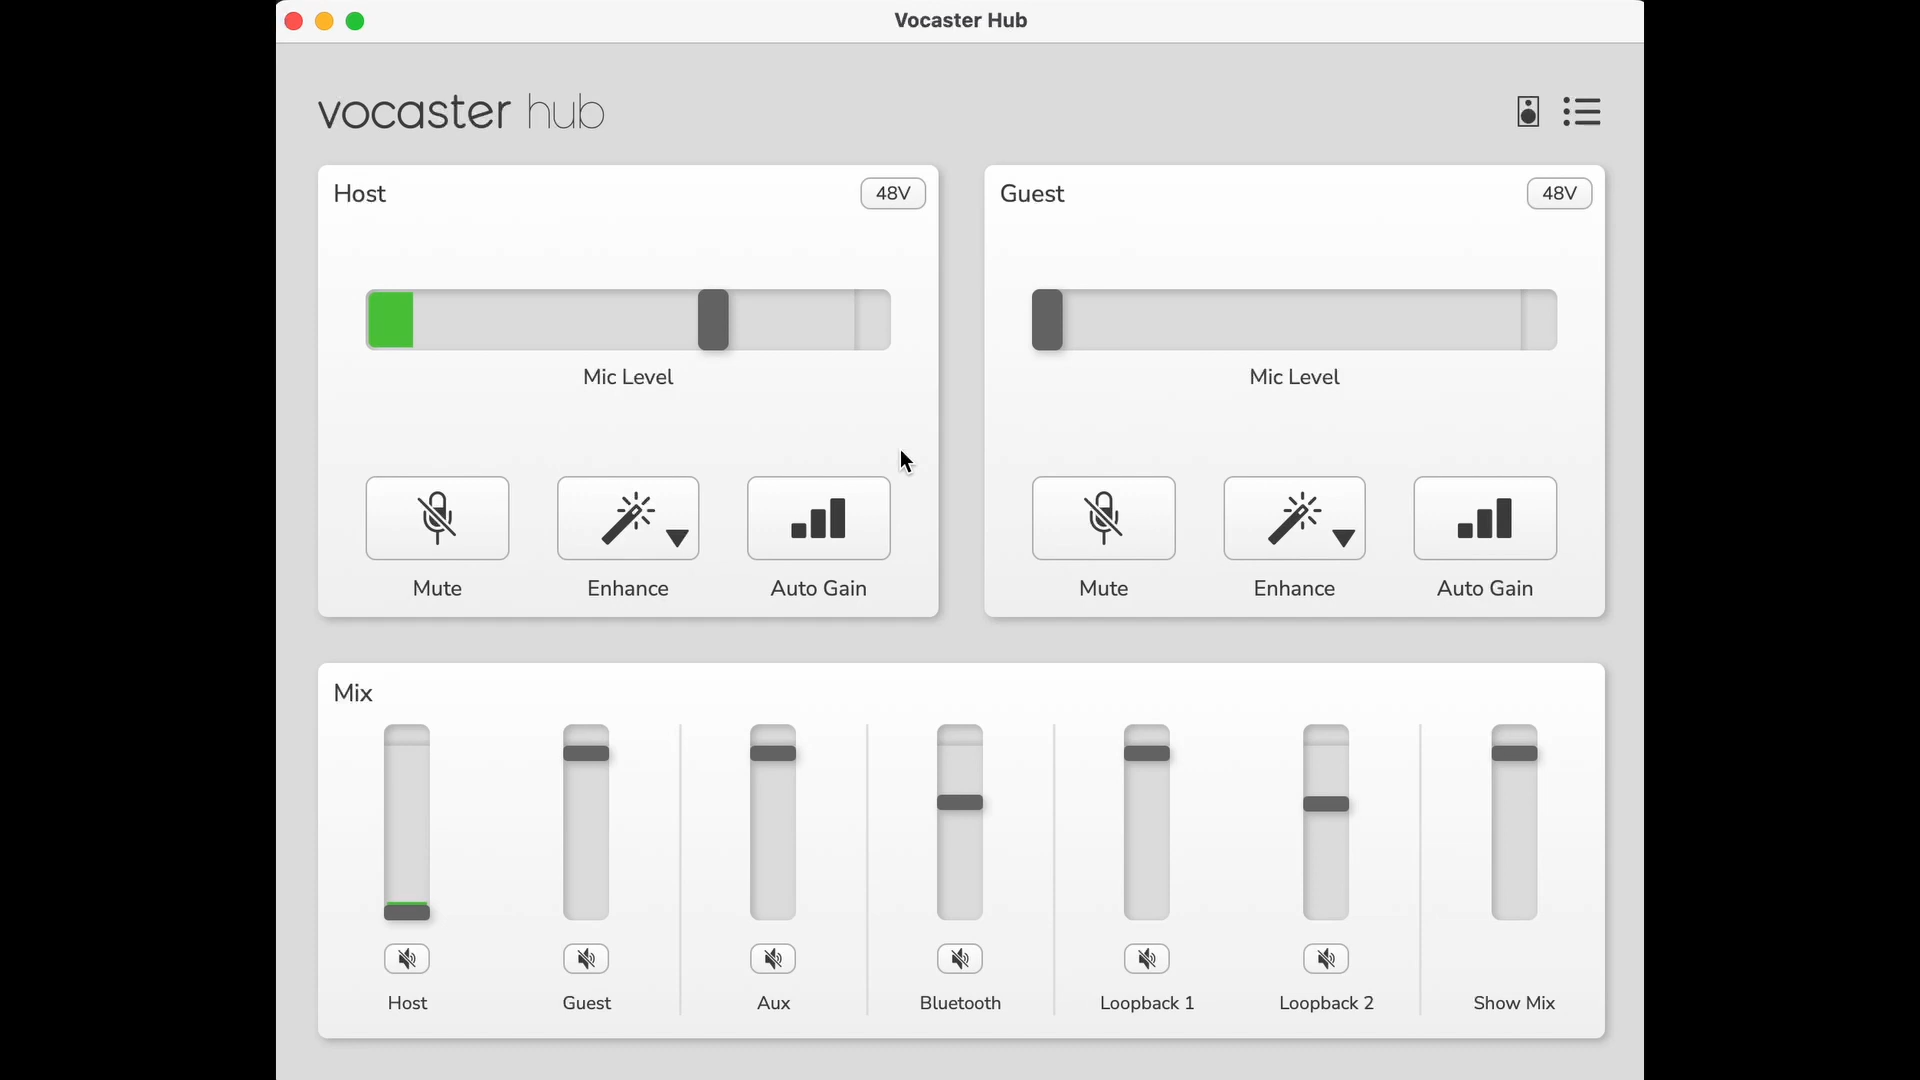 Vocaster Hub
vocaster hub
Host
48V
Guest
48V
Mic Level
Mic Level
Mute
Enhance
Auto Gain
Mute
Enhance
Auto Gain
Mix
Host
Guest
Aux
Bluetooth
Loopback 1
Loopback 2
Show Mix